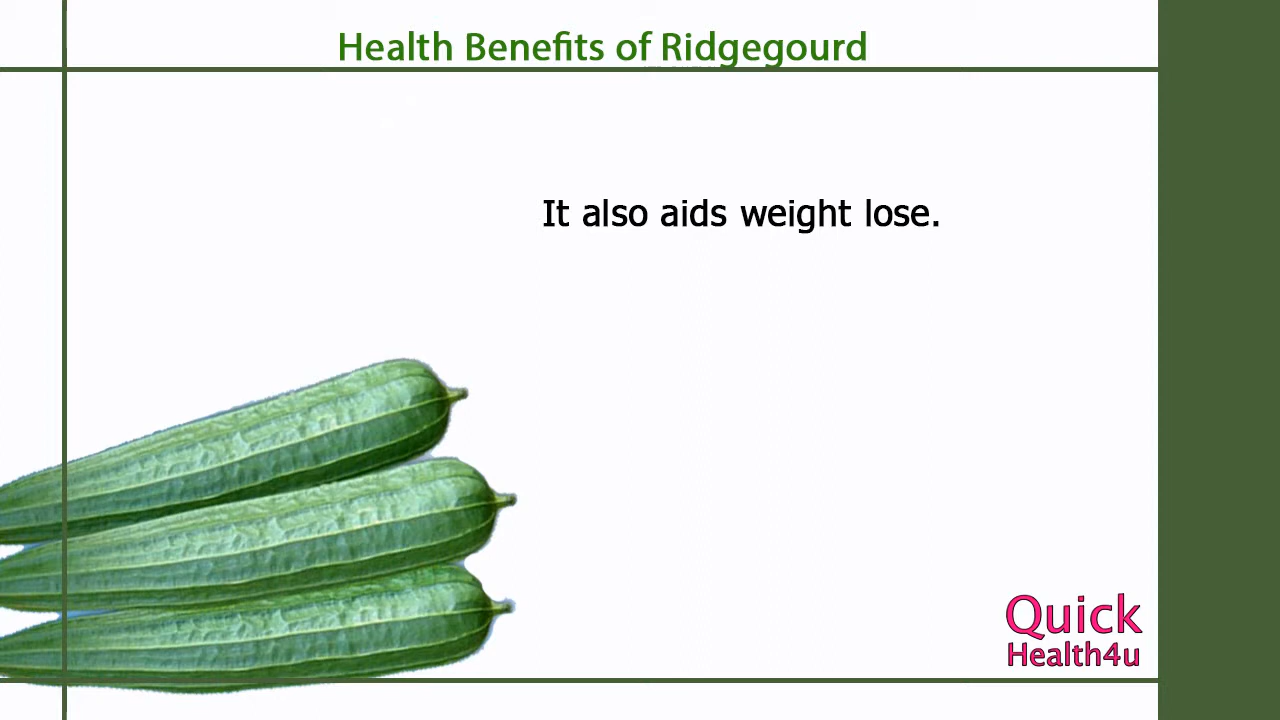 Health Benefits of Ridgegourd
It also aids weight lose.
Quick
Health4u